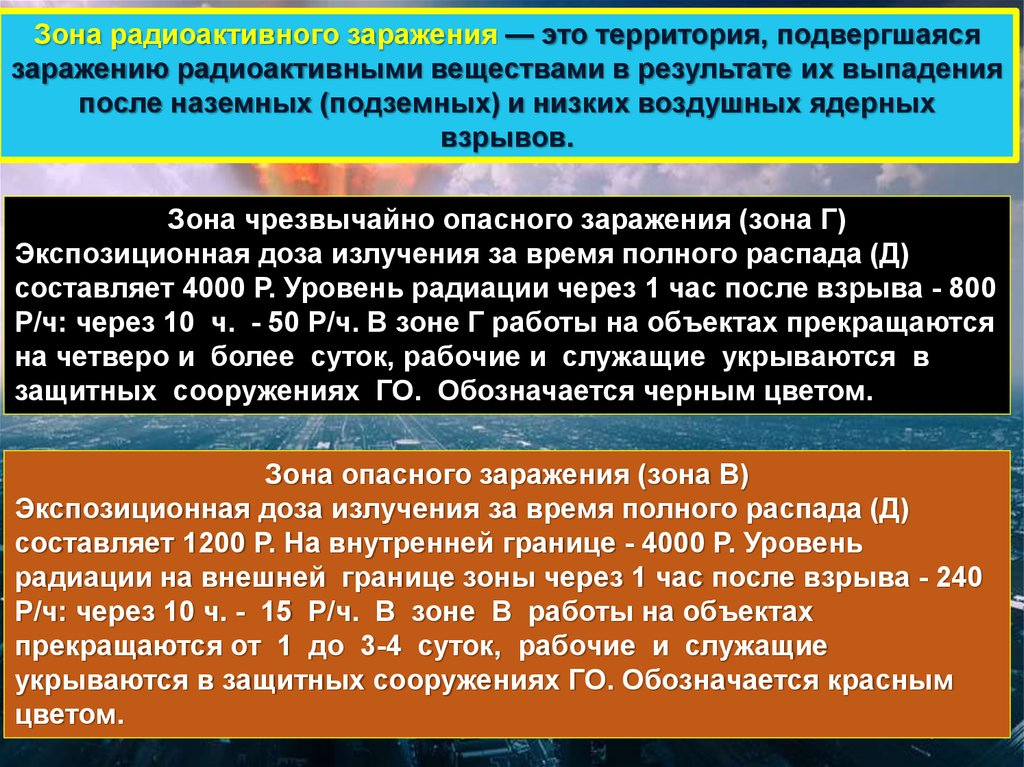 Зона радиоактивного заражения — это территория, подвергшаяся
заражению радиоактивными веществами в результате их выпадения
после наземных (подземных) и низких воздушных ядерных
взрывов.
Зона чрезвычайно опасного заражения (зона Г)
Экспозиционная доза излучения за время полного распада (Д)
составляет 4000 Р. Уровень радиации через 1 час после взрыва - 800
Р/ч: через 10 ч. - 50 Р/ч. В зоне Г работы на объектах прекращаются
на четверо и более суток, рабочие и служащие укрываются в
защитных сооружениях ГО. Обозначается черным цветом.
Зона опасного заражения (зона В)
Экспозиционная доза излучения за время полного распада (Д)
составляет 1200 Р. На внутренней границе - 4000 Р. Уровень
радиации на внешней границе зоны через 1 час после взрыва - 240
Р/ч: через 10 ч. - 15 Р/ч. В зоне В работы на объектах
прекращаются от 1 до 3-4 суток, рабочие и служащие
укрываются в защитных сооружениях ГО. Обозначается красным
цветом.